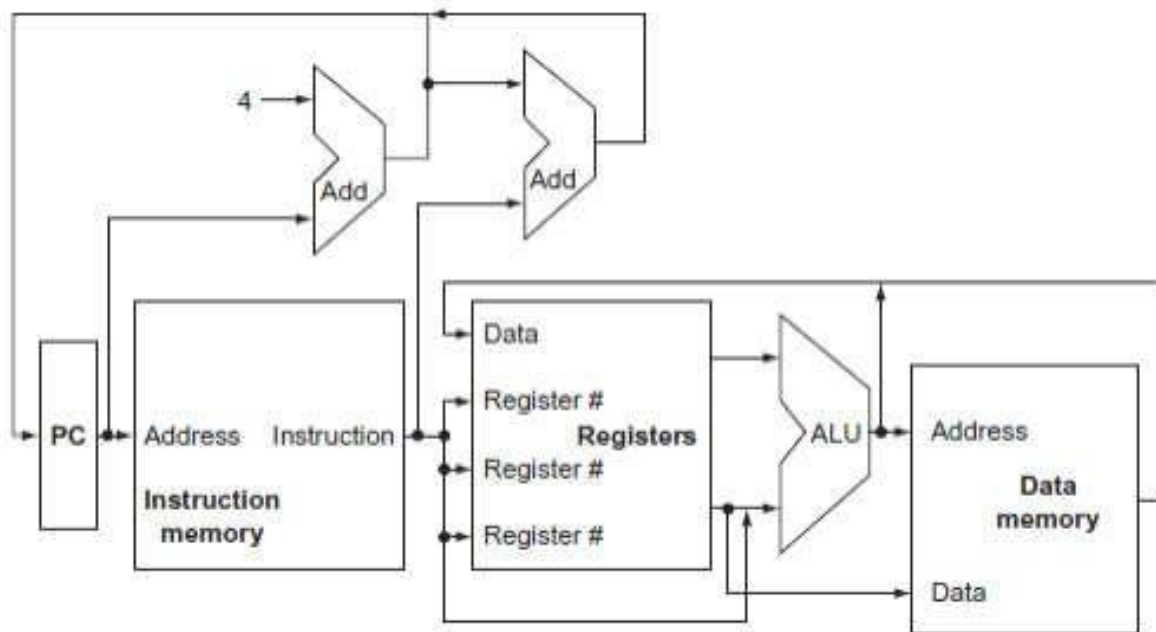 4
Add
Add
Data
Register #
PC
Address
Instruction
Registers
ALU
Address
Register #
Instruction
memory
Data
memory
Register #
Data